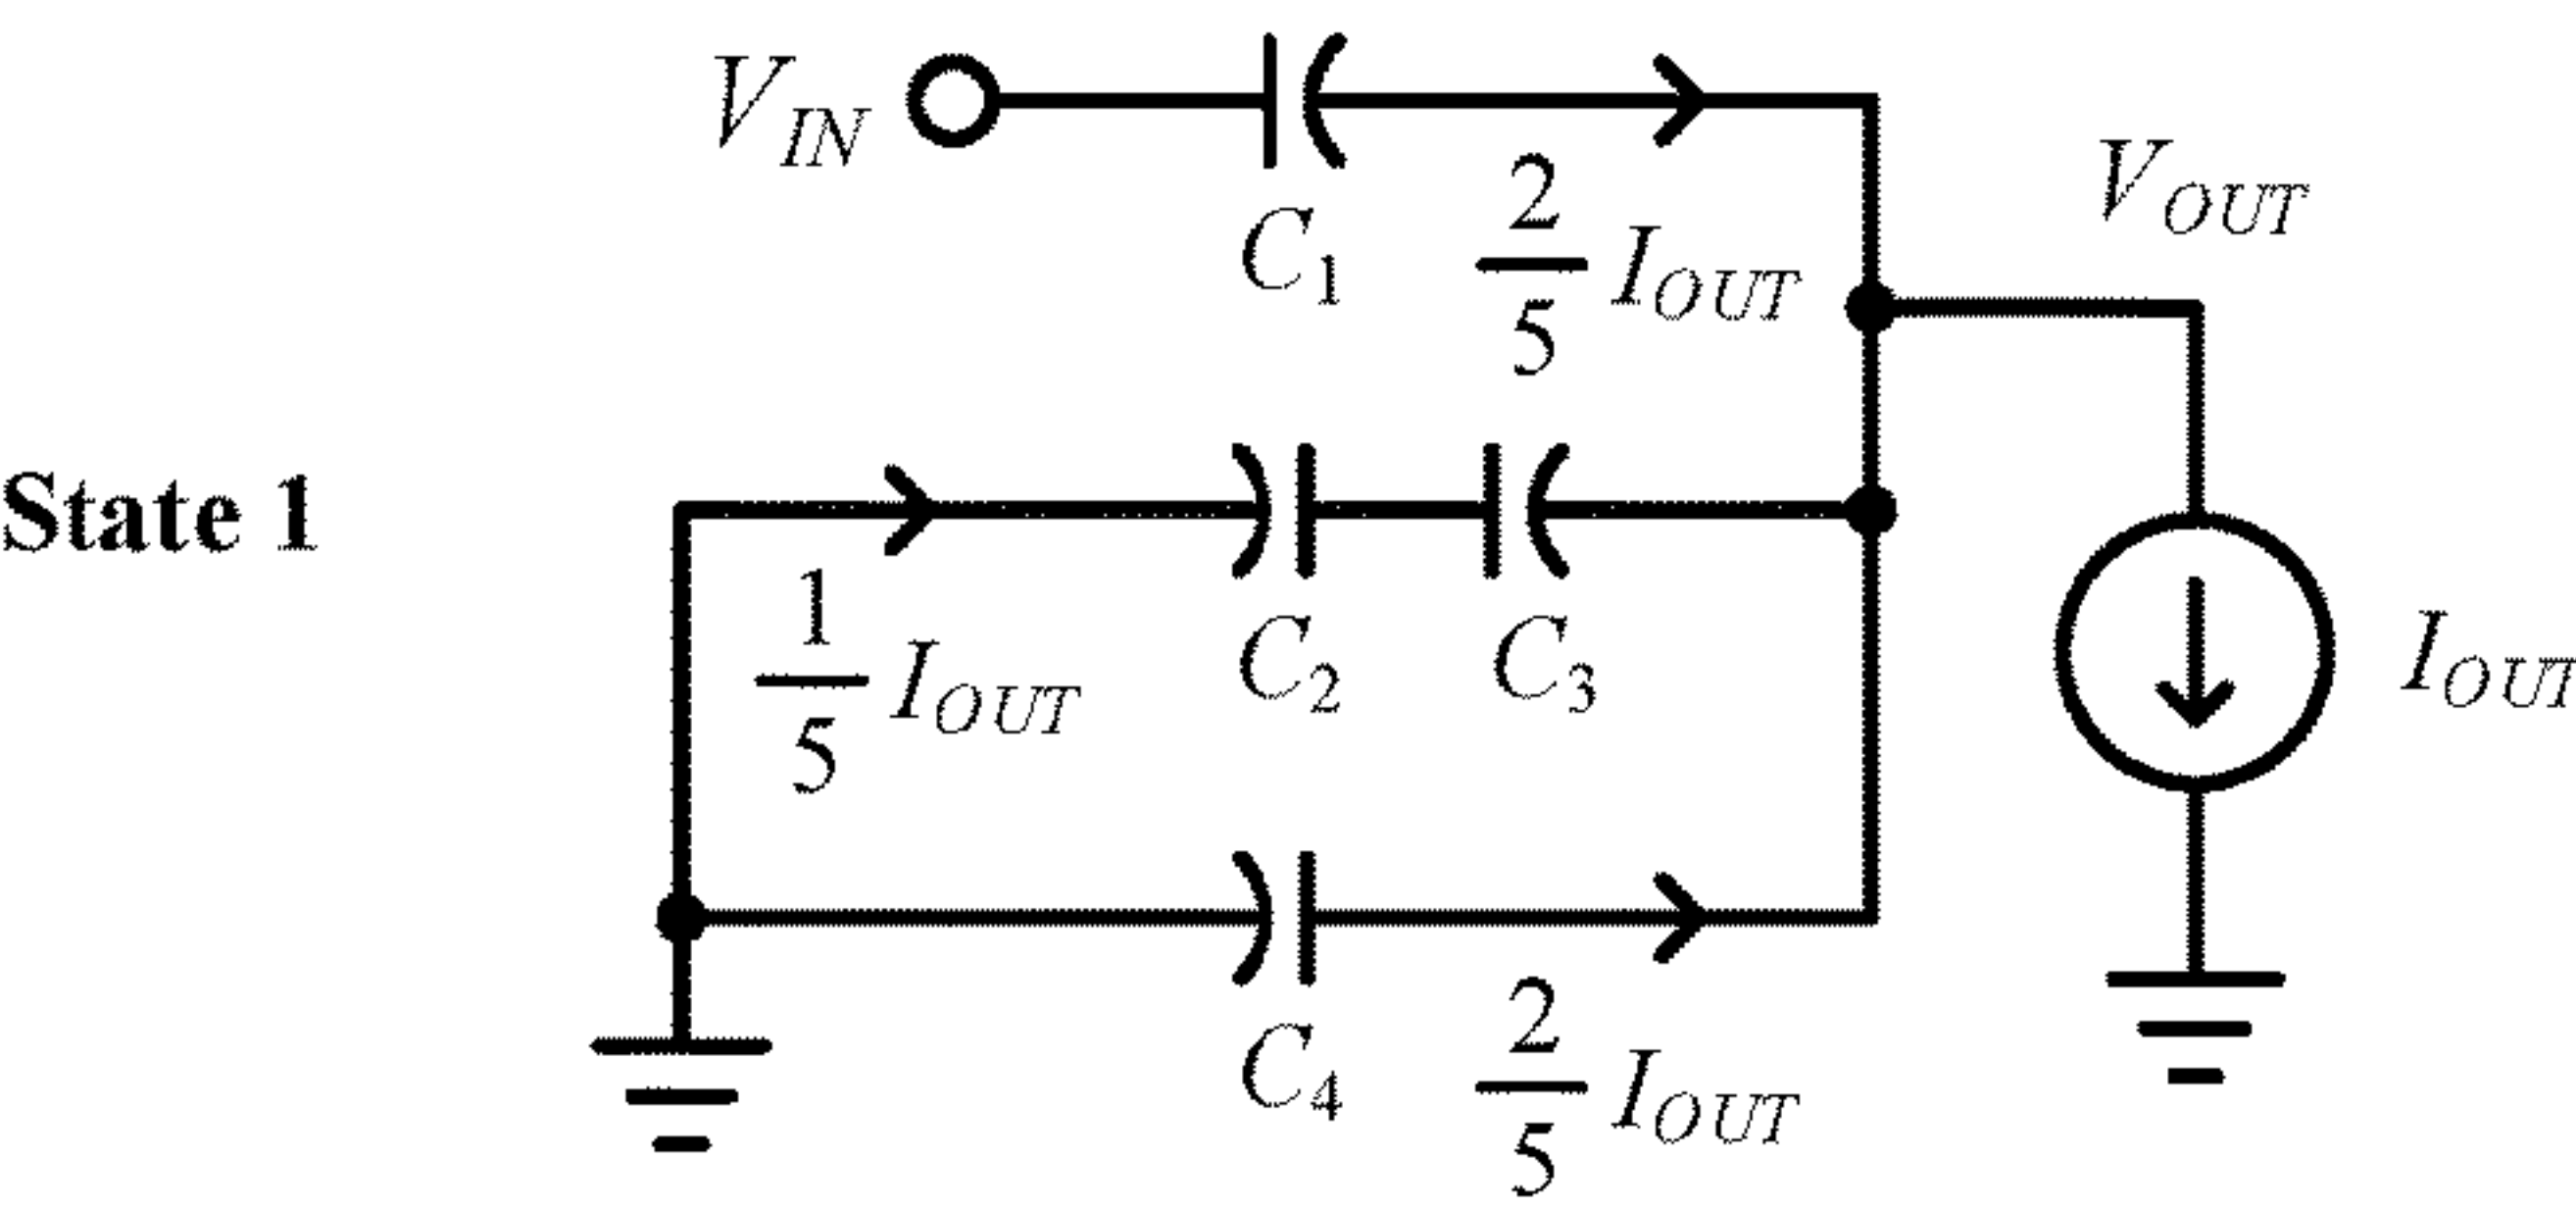 V_IN
C_1
2/5 I_OUT
V_OUT
State 1
1/5 I_OUT
C_2
C_3
I_OUT
C_4
2/5 I_OUT